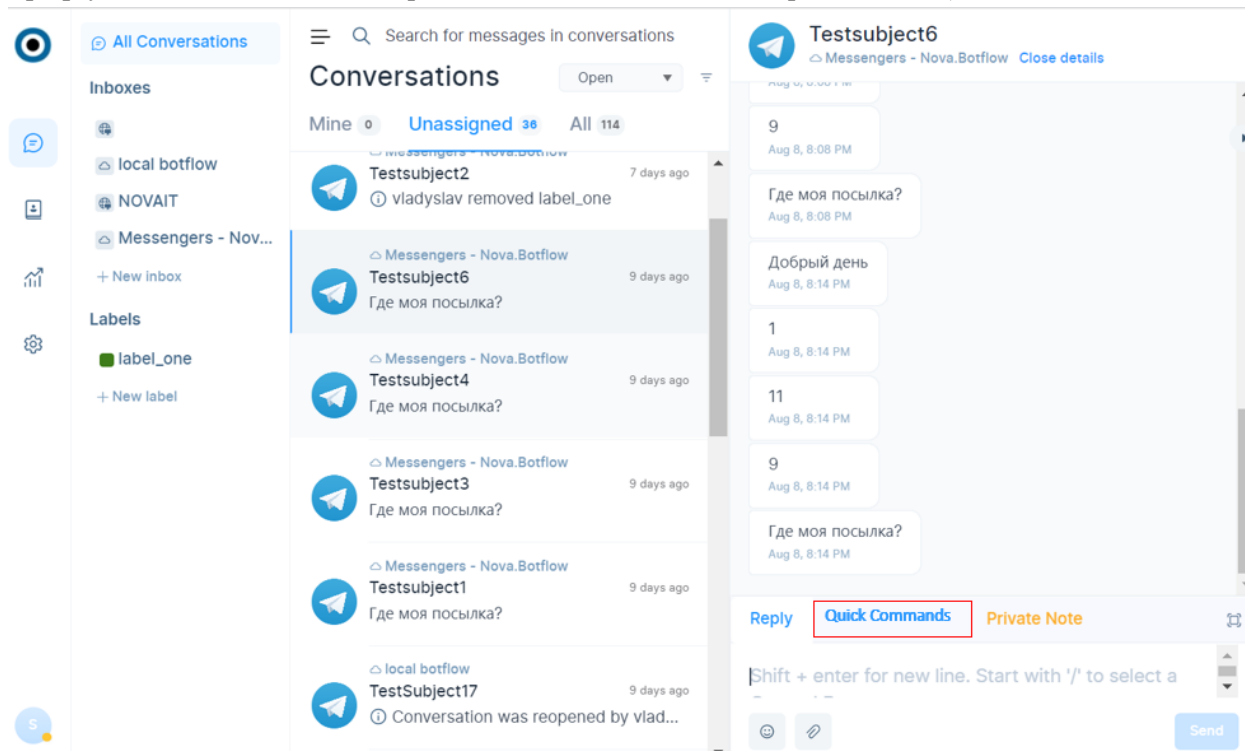 All Conversations
Inboxes
local botflow
NOVAIT
Messengers - Nov...
+ New inbox
Labels
label_one
+ New label
Search for messages in conversations
Conversations
Open
Mine 0 Unassigned 36 All 114
Messengers - Nova.Botflow
Testsubject2 7 days ago
vladyslav removed label_one
Messengers - Nova.Botflow
Testsubject6 9 days ago
Где моя посылка?
Messengers - Nova.Botflow
Testsubject4 9 days ago
Где моя посылка?
Messengers - Nova.Botflow
Testsubject3 9 days ago
Где моя посылка?
Messengers - Nova.Botflow
Testsubject1 9 days ago
Где моя посылка?
local botflow
TestSubject17 9 days ago
Conversation was reopened by vlad...
Testsubject6
Messengers - Nova.Botflow Close details
9
Aug 8, 8:08 PM
Где моя посылка?
Aug 8, 8:08 PM
Добрый день
Aug 8, 8:14 PM
1
Aug 8, 8:14 PM
11
Aug 8, 8:14 PM
9
Aug 8, 8:14 PM
Где моя посылка?
Aug 8, 8:14 PM
Reply Quick Commands Private Note
Shift + enter for new line. Start with '/' to select a
Send
S